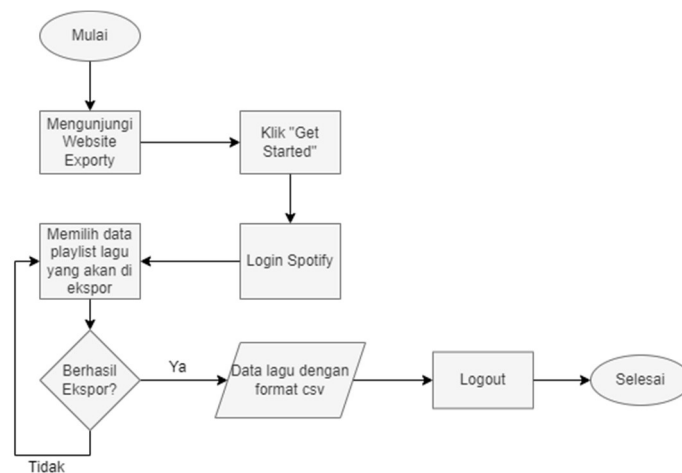 Mulai
Mengunjungi
Website
Exporty
Klik "Get
Started"
Login Spotify
Memilih data
playlist lagu
yang akan di
ekspor
Berhasil
Ekspor?
Ya
Tidak
Data lagu dengan
format csv
Logout
Selesai